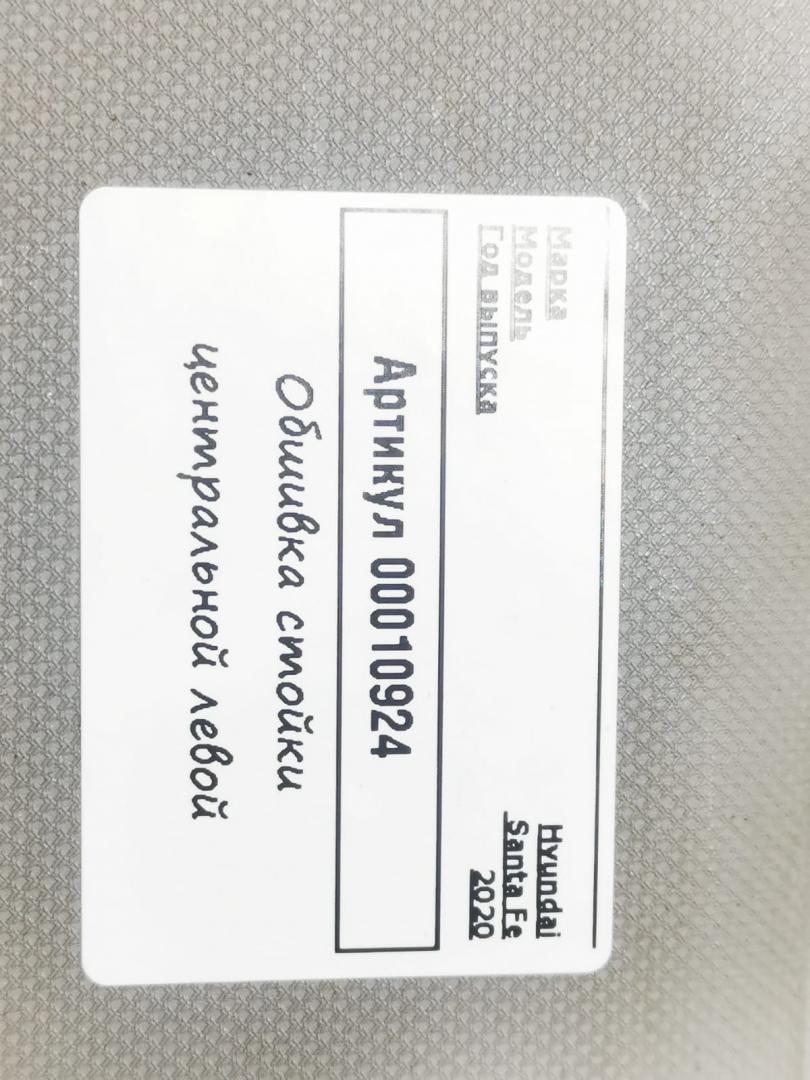 Марка Hyundai
Модель Santa Fe
Год выпуска 2020
Артикул 00010924
Обшивка стойки
центральной левой